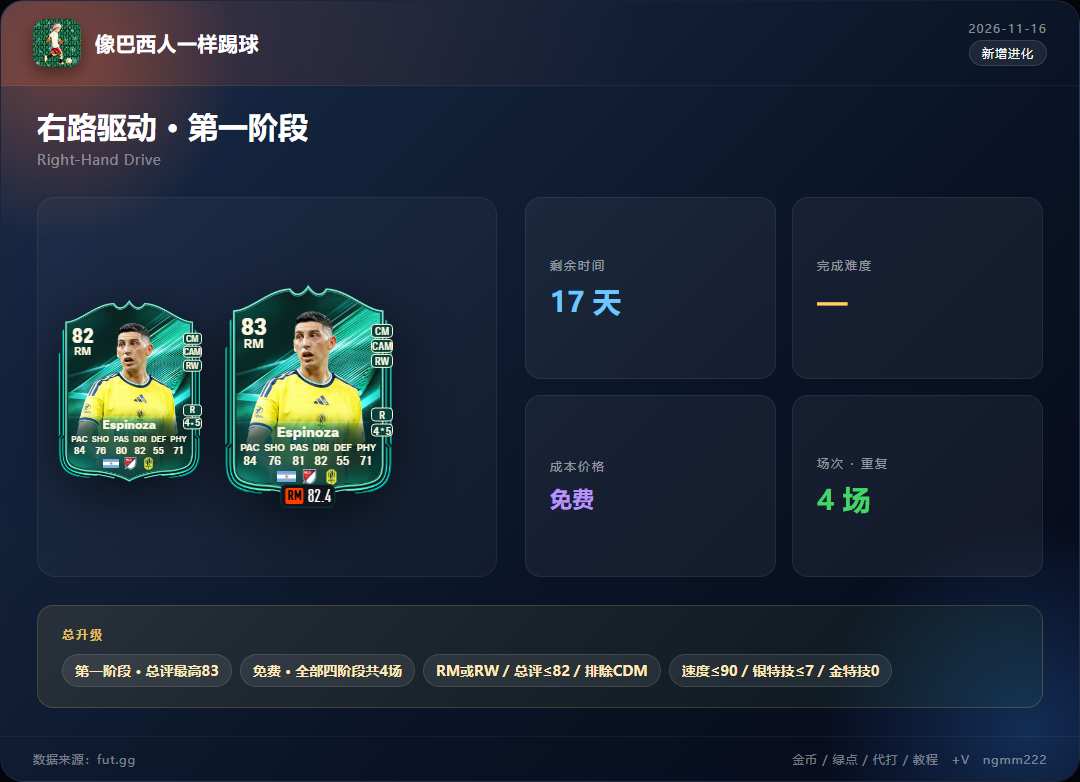 像巴西人一样踢球
2026-11-16
新增进化
右路驱动 • 第一阶段
Right-Hand Drive
82
RM
CM
CAM
RW
R
4•5
Espinoza
PAC SHO PAS DRI DEF PHY
84 76 80 82 55 71
83
RM
CM
CAM
RW
R
4•5
Espinoza
PAC SHO PAS DRI DEF PHY
84 76 81 82 55 71
RM 82.4
剩余时间
17 天
完成难度
—
成本价格
免费
场次 · 重复
4 场
总升级
第一阶段 • 总评最高83
免费 • 全部四阶段共4场
RM或RW / 总评≤82 / 排除CDM
速度≤90 / 银特技≤7 / 金特技0
数据来源：fut.gg
金币 / 绿点 / 代打 / 教程 +V ngmm222